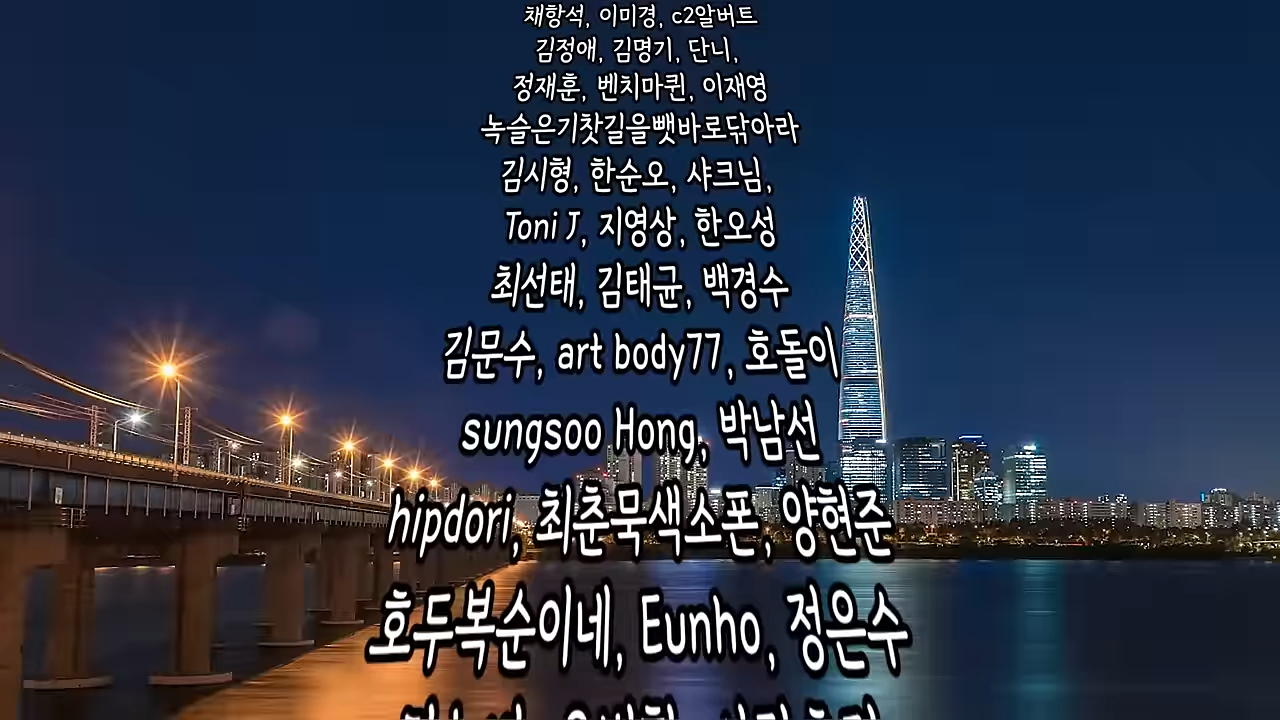 채항석, 이미경, c2알버트
김정애, 김명기, 단니,
정재훈, 벤치마퀸, 이재영
녹슬은기찻길을뺏바로닦아라
김시형, 한순오, 샤크님,
Toni J, 지영상, 한오성
최선태, 김태균, 백경수
김문수, art body77, 호돌이
sungsoo Hong, 박남선
hipdori, 최춘묵색소폰, 양현준
호두복순이네, Eunho, 정은수